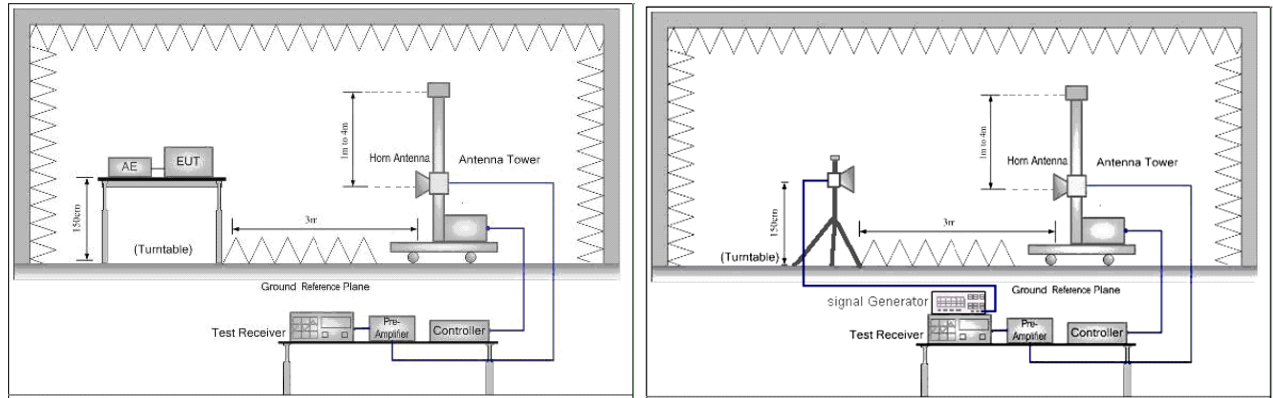 1m to 4m
AE
EUT
Horn Antenna
Antenna Tower
150cm
3m
(Turntable)
Ground Reference Plane
Test Receiver
Pre-
Amplifier
Controller
1m to 4m
Horn Antenna
Antenna Tower
150cm
3m
(Turntable)
Ground Reference Plane
signal Generator
Test Receiver
Pre-
Amplifier
Controller